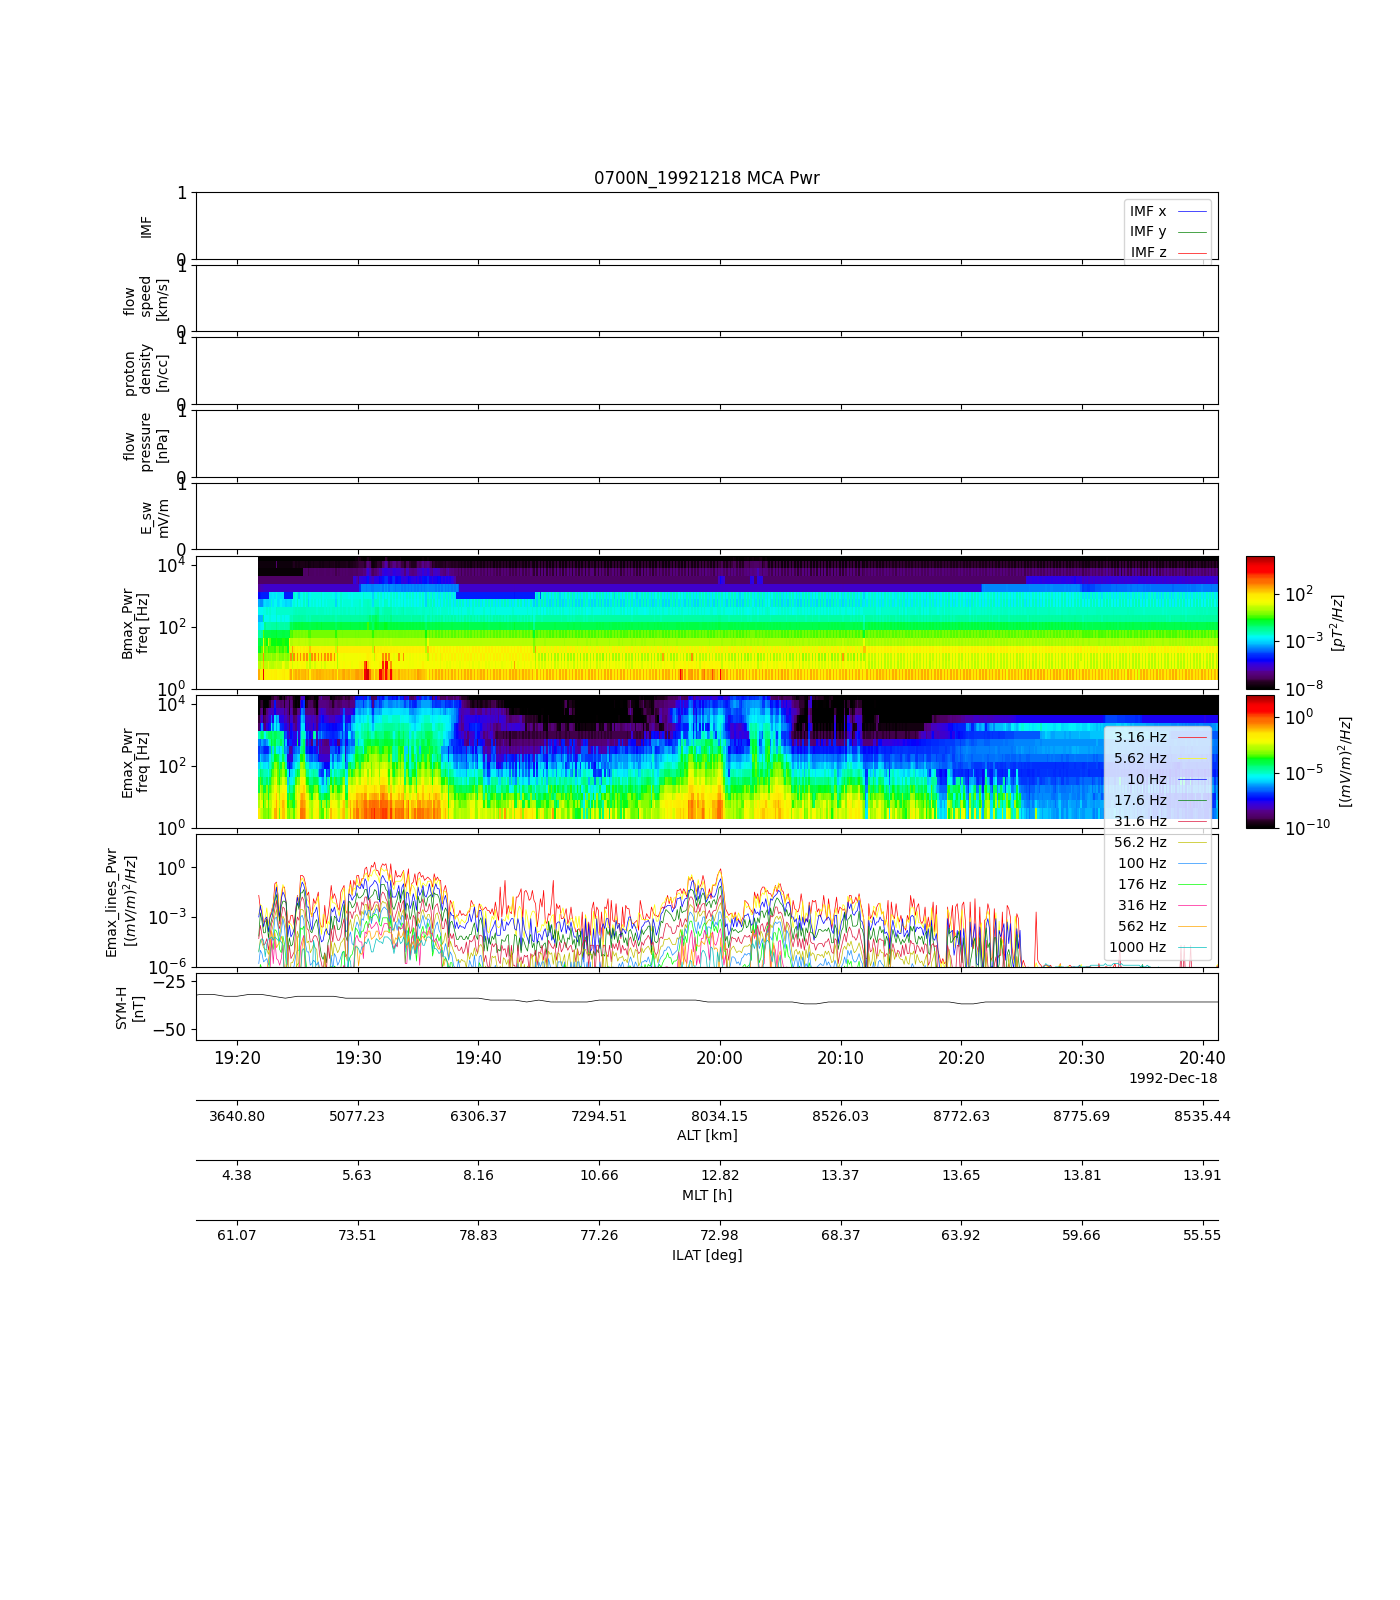 0700N_19921218 MCA Pwr
1
IMF
0
IMF x
IMF y
IMF z
1
flow
speed
[km/s]
0
1
proton
density
[n/cc]
0
1
flow
pressure
[nPa]
0
1
E_sw
mV/m
0
10^4
10^2
10^0
Bmax_Pwr
freq [Hz]
10^2
10^-3
10^-8
[pT^2/Hz]
10^4
10^2
10^0
Emax_Pwr
freq [Hz]
10^0
10^-5
10^-10
[(mV/m)^2/Hz]
3.16 Hz
5.62 Hz
10 Hz
17.6 Hz
31.6 Hz
56.2 Hz
100 Hz
176 Hz
316 Hz
562 Hz
1000 Hz
10^0
10^-3
10^-6
Emax_lines_Pwr
[(mV/m)^2/Hz]
−25
−50
SYM-H
[nT]
19:20 19:30 19:40 19:50 20:00 20:10 20:20 20:30 20:40
1992-Dec-18
3640.80 5077.23 6306.37 7294.51 8034.15 8526.03 8772.63 8775.69 8535.44
ALT [km]
4.38 5.63 8.16 10.66 12.82 13.37 13.65 13.81 13.91
MLT [h]
61.07 73.51 78.83 77.26 72.98 68.37 63.92 59.66 55.55
ILAT [deg]